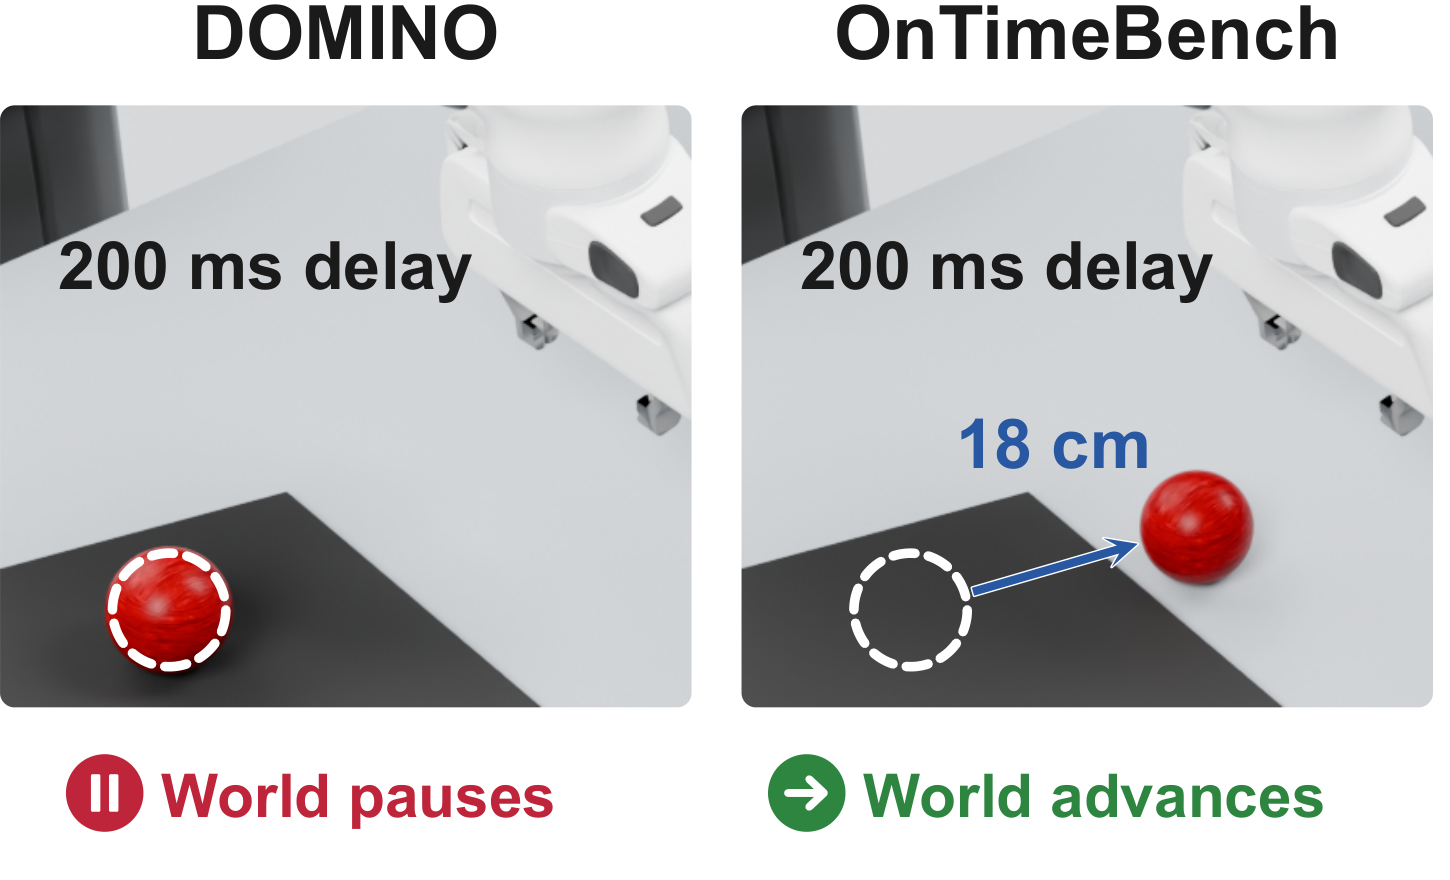 DOMINO
OnTimeBench
200 ms delay
200 ms delay
18 cm
World pauses
World advances